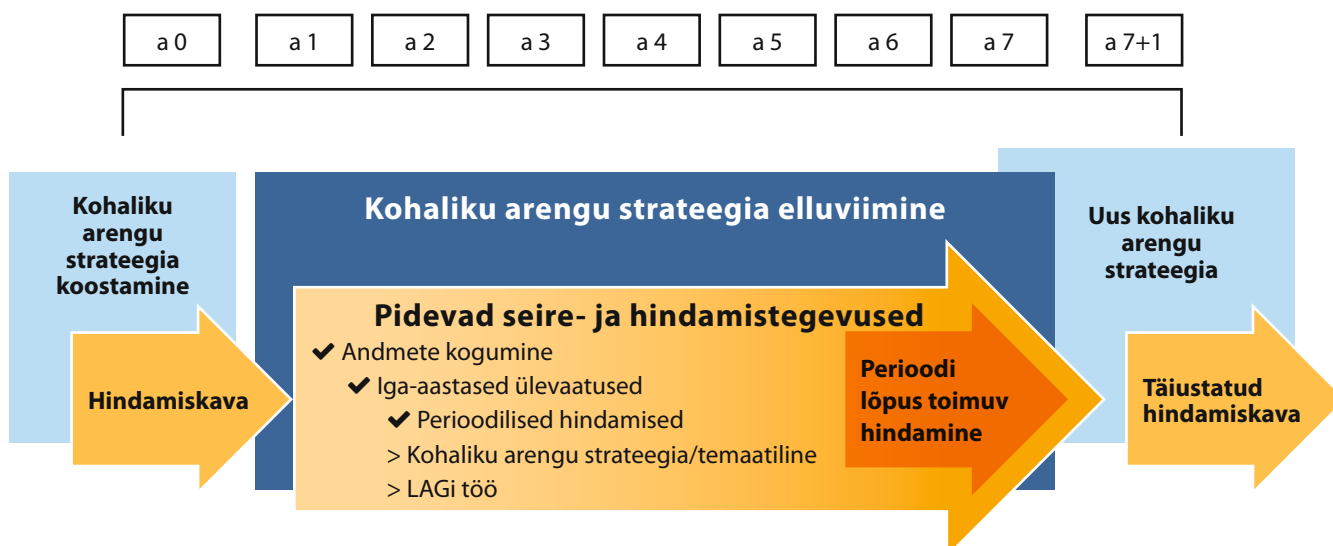 a 0 a 1 a 2 a 3 a 4 a 5 a 6 a 7 a 7+1
Kohaliku
arengu
strateegia
koostamine
Hindamiskava
Kohaliku arengu strateegia elluviimine
Pidevad seire- ja hindamistegevused
✔ Andmete kogumine
✔ Iga-aastased ülevaatused
✔ Perioodilised hindamised
> Kohaliku arengu strateegia/temaatiline
> LAGi töö
Perioodi
lõpus toimuv
hindamine
Uus kohaliku
arengu
strateegia
Täiustatud
hindamiskava